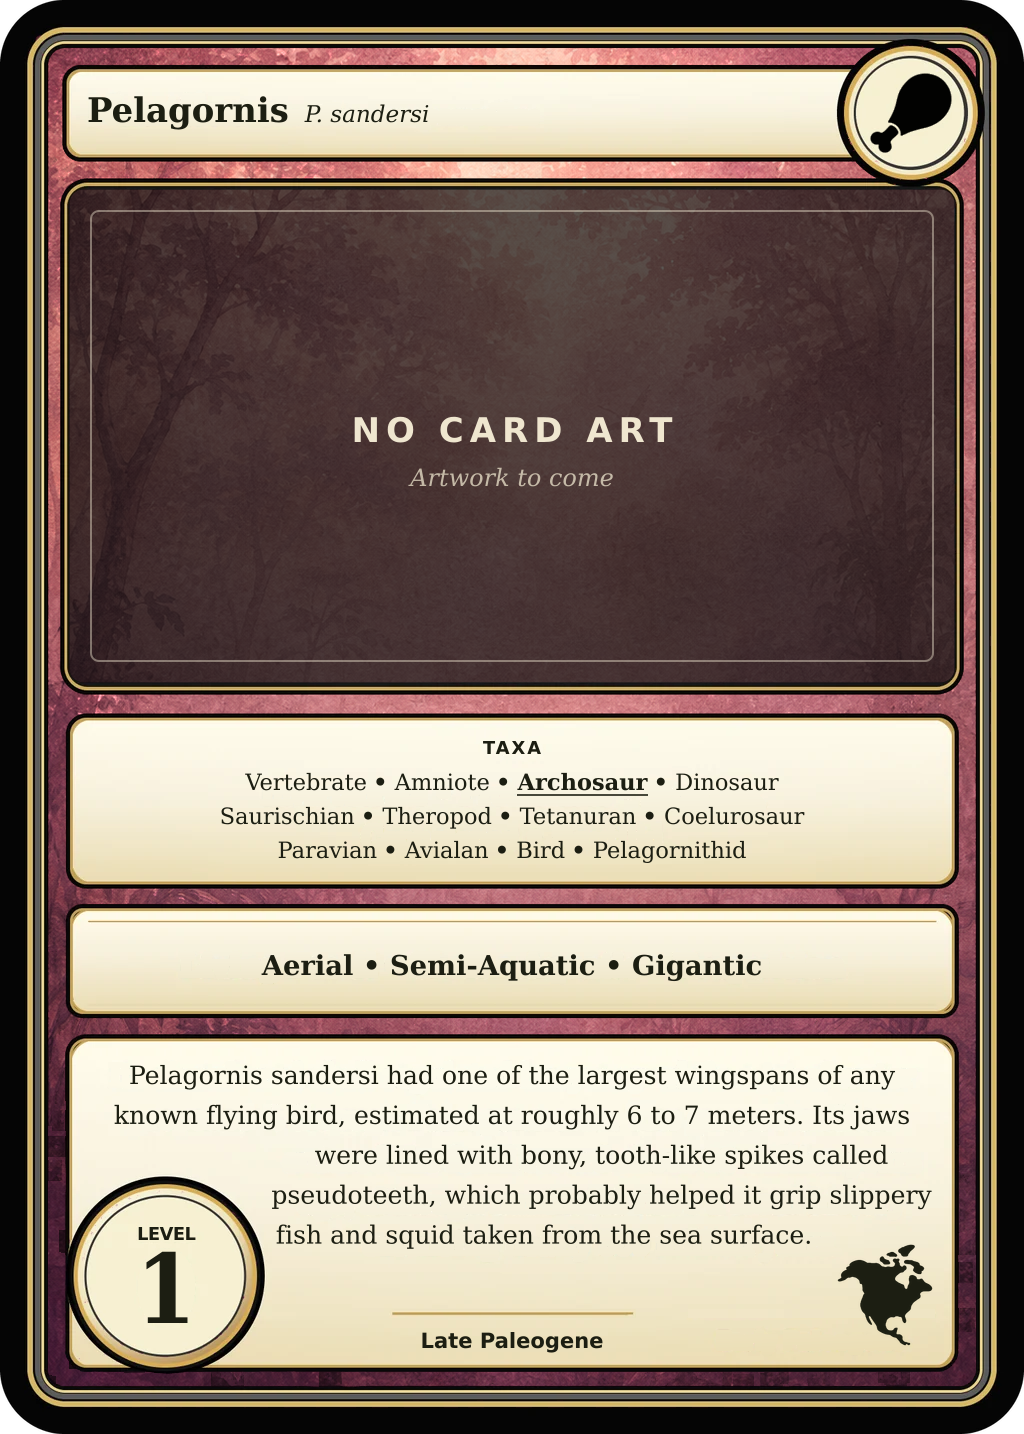 Pelagornis P. sandersi
NO CARD ART
Artwork to come
TAXA
Vertebrate • Amniote • Archosaur • Dinosaur
Saurischian • Theropod • Tetanuran • Coelurosaur
Paravian • Avialan • Bird • Pelagornithid
Aerial • Semi-Aquatic • Gigantic
Pelagornis sandersi had one of the largest wingspans of any
known flying bird, estimated at roughly 6 to 7 meters. Its jaws
were lined with bony, tooth-like spikes called
pseudoteeth, which probably helped it grip slippery
fish and squid taken from the sea surface.
LEVEL
1
Late Paleogene